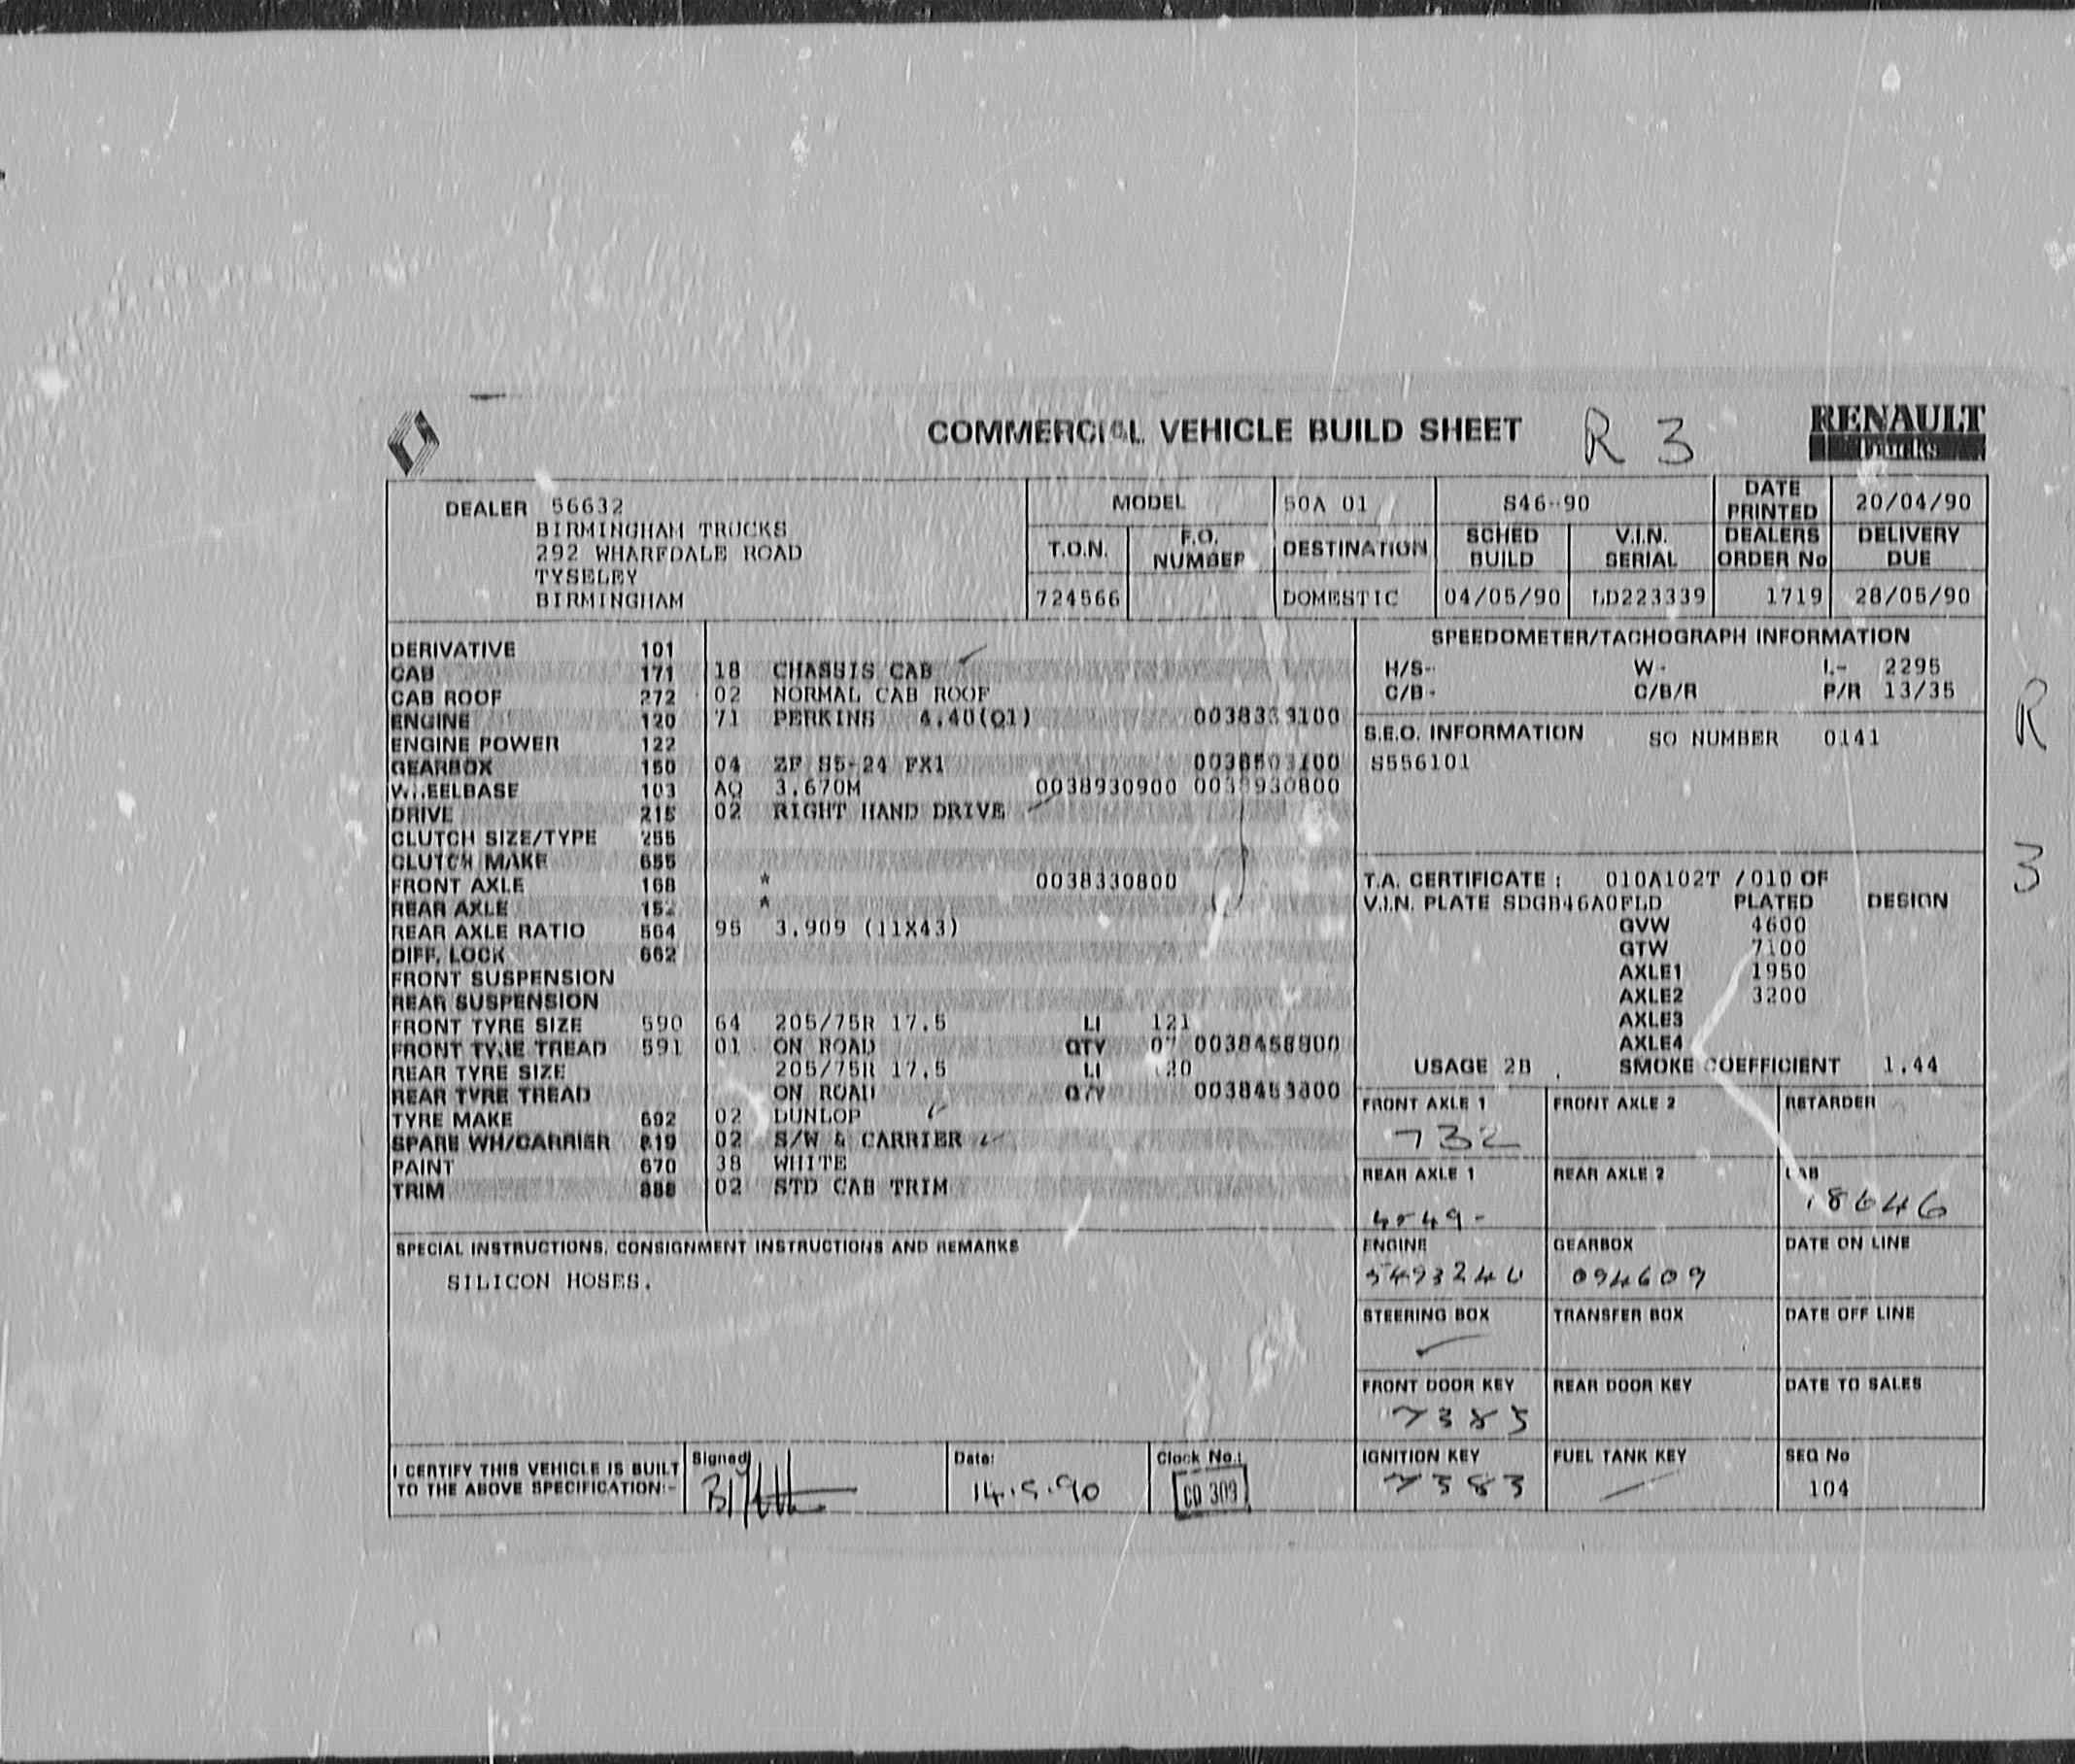 COMMERCIAL VEHICLE BUILD SHEET R 3 RENAULT Trucks
DEALER 56632
BIRMINGHAM TRUCKS
292 WHARFDALE ROAD
TYSELEY
BIRMINGHAM
MODEL 50A 01 S46-90 DATE PRINTED 20/04/90
T.O.N. F.O. NUMBER DESTINATION SCHED BUILD V.I.N. SERIAL DEALERS ORDER No DELIVERY DUE
724566 DOMESTIC 04/05/90 LD223339 1719 28/05/90
DERIVATIVE 101
CAB 171 18 CHASSIS CAB
CAB ROOF 272 02 NORMAL CAB ROOF
ENGINE 120 71 PERKINS 4.40(Q1)
ENGINE POWER 122
GEARBOX 150 04 ZF S5-24 FX1
WHEELBASE 103 AQ 3.670M 0038930900 0038930800
DRIVE 215 02 RIGHT HAND DRIVE
CLUTCH SIZE/TYPE 255
CLUTCH MAKE 655
FRONT AXLE 168 * 0038330800
REAR AXLE *
REAR AXLE RATIO 564 95 3.909 (11X43)
DIFF. LOCK 662
FRONT SUSPENSION
REAR SUSPENSION
FRONT TYRE SIZE 590 64 205/75R 17.5 LI 121
FRONT TYRE TREAD 591 01 ON ROAD QTY 07
REAR TYRE SIZE 205/75R 17.5 LI
REAR TYRE TREAD ON ROAD QTY
TYRE MAKE 692 02 DUNLOP
SPARE WH/CARRIER 819 02 S/W & CARRIER
PAINT 670 38 WHITE
TRIM 888 02 STD CAB TRIM
SPECIAL INSTRUCTIONS, CONSIGNMENT INSTRUCTIONS AND REMARKS
SILICON HOSES.
I CERTIFY THIS VEHICLE IS BUILT
TO THE ABOVE SPECIFICATION:-
Signed
Date:
14.5.90
Clock No.:
CD 309
SPEEDOMETER/TACHOGRAPH INFORMATION
H/S- W- L- 2295
C/B- C/B/R P/R 13/35
S.E.O. INFORMATION SO NUMBER 0141
S556101
T.A. CERTIFICATE: 010A102T /010 OF
V.I.N. PLATE SDGB46A0FLD PLATED DESIGN
GVW 4600
GTW 7100
AXLE1 1950
AXLE2 3200
AXLE3
AXLE4
USAGE 2B SMOKE COEFFICIENT 1.44
FRONT AXLE 1 FRONT AXLE 2 RETARDER
732
REAR AXLE 1 REAR AXLE 2 CAB
8646
ENGINE GEARBOX DATE ON LINE
094609
STEERING BOX TRANSFER BOX DATE OFF LINE
FRONT DOOR KEY REAR DOOR KEY DATE TO SALES
7385
IGNITION KEY FUEL TANK KEY SEQ No
7383 104
R
3